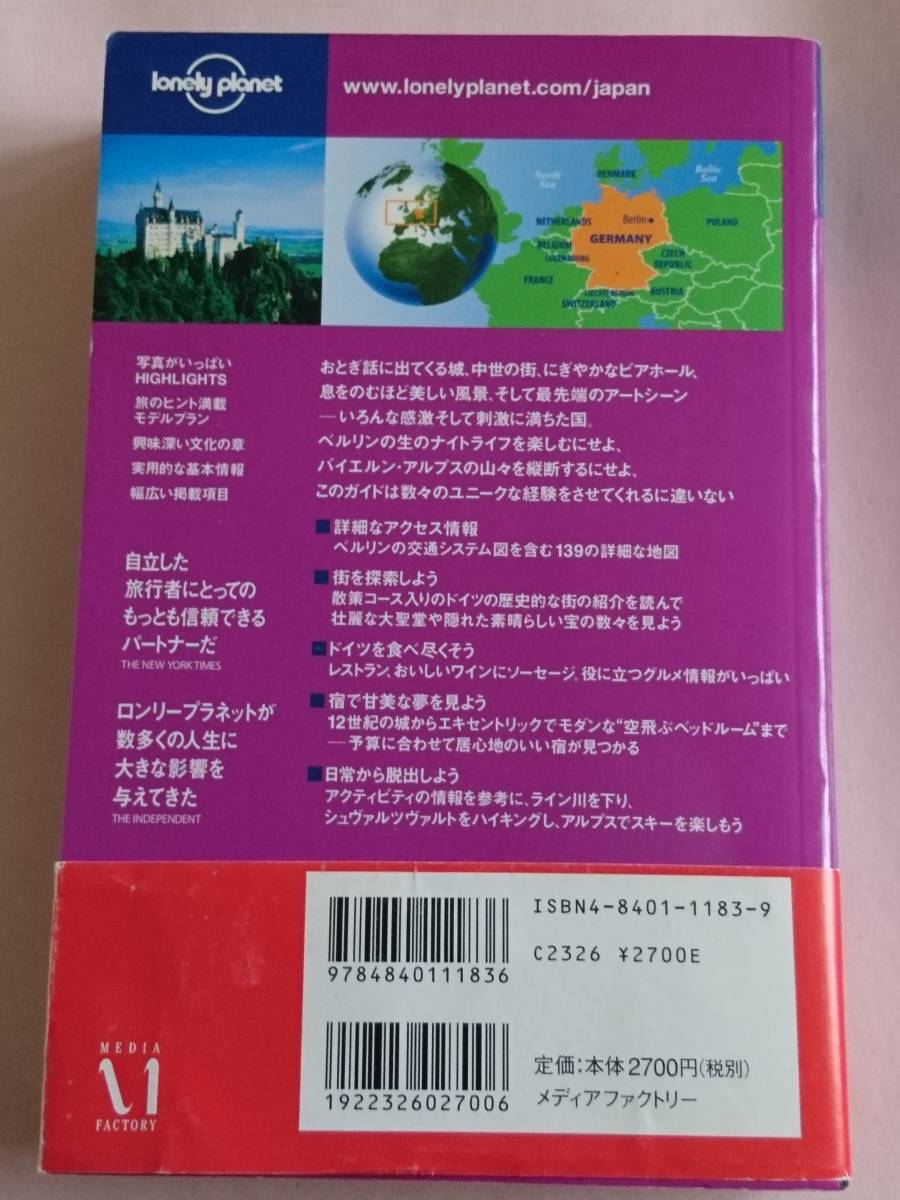 lonely planet
www.lonelyplanet.com/japan
North Sea
DENMARK
Baltic Sea
NETHERLANDS
Berlin
POLAND
GERMANY
BELGIUM
LUXEMBOURG
CZECH REPUBLIC
FRANCE
LIECHTENSTEIN
AUSTRIA
SWITZERLAND
写真がいっぱい
HIGHLIGHTS
旅のヒント満載
モデルプラン
興味深い文化の章
実用的な基本情報
幅広い掲載項目
自立した
旅行者にとっての
もっとも信頼できる
パートナーだ
THE NEW YORK TIMES
ロンリープラネットが
数多くの人生に
大きな影響を
与えてきた
THE INDEPENDENT
おとぎ話に出てくる城、中世の街、にぎやかなビアホール、
息をのむほど美しい風景、そして最先端のアートシーン
—いろんな感激そして刺激に満ちた国。
ベルリンの生のナイトライフを楽しむにせよ、
バイエルン・アルプスの山々を縦断するにせよ、
このガイドは数々のユニークな経験をさせてくれるに違いない
■ 詳細なアクセス情報
ベルリンの交通システム図を含む139の詳細な地図
■ 街を探索しよう
散策コース入りのドイツの歴史的な街の紹介を読んで
壮麗な大聖堂や隠れた素晴らしい宝の数々を見よう
■ ドイツを食べ尽くそう
レストラン、おいしいワインにソーセージ。役に立つグルメ情報がいっぱい
■ 宿で甘美な夢を見よう
12世紀の城からエキセントリックでモダンな“空飛ぶベッドルーム”まで
—予算に合わせて居心地のいい宿が見つかる
■ 日常から脱出しよう
アクティビティの情報を参考に、ライン川を下り、
シュヴァルツヴァルトをハイキングし、アルプスでスキーを楽しもう
MEDIA
FACTORY
9784840111836
ISBN4-8401-1183-9
C2326 ¥2700E
1922326027006
定価:本体2700円(税別)
メディアファクトリー